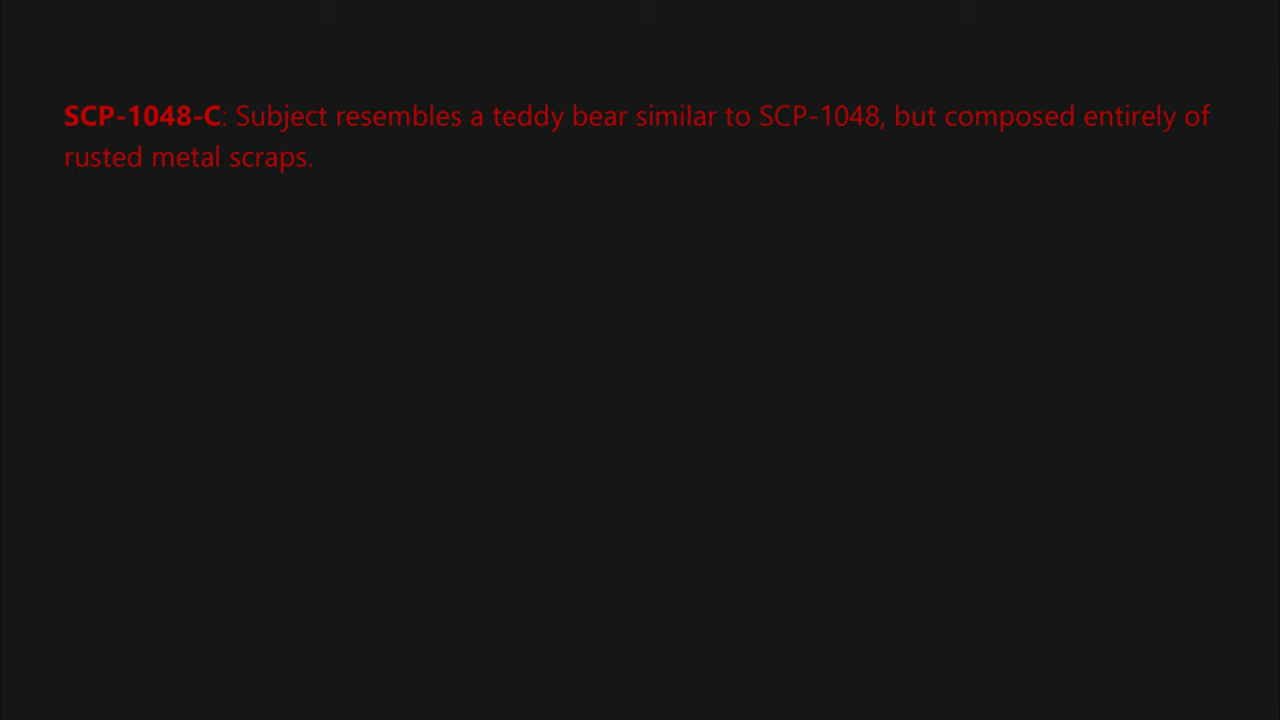 SCP-1048-C: Subject resembles a teddy bear similar to SCP-1048, but composed entirely of
rusted metal scraps.